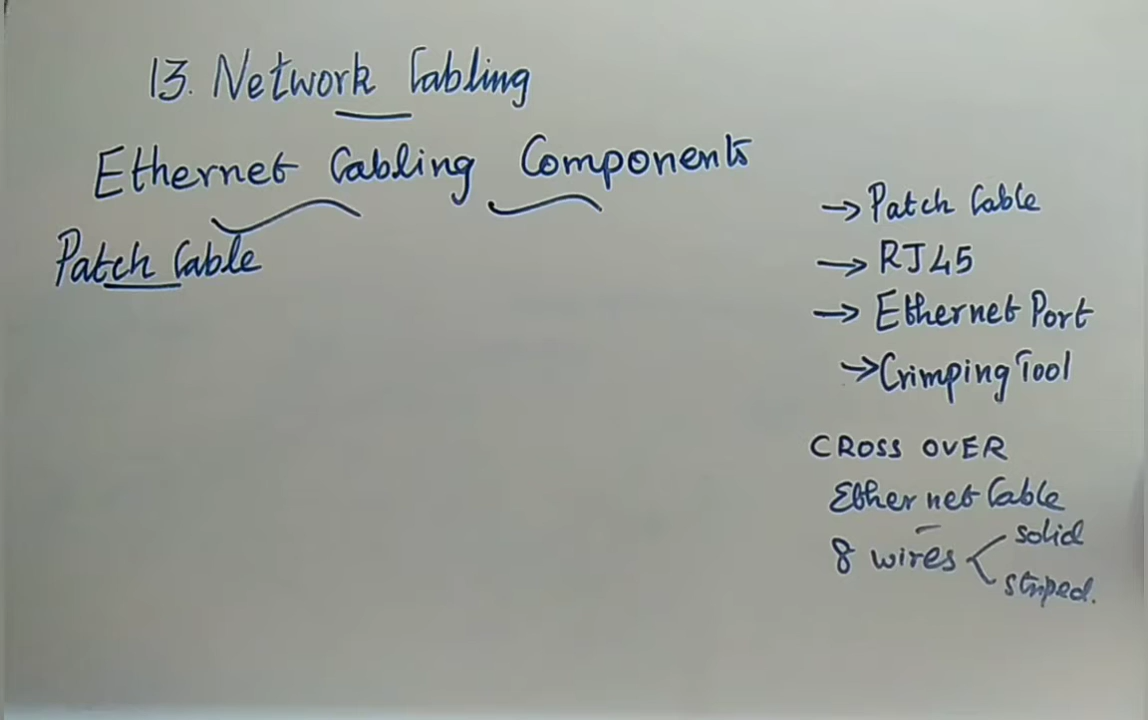 13. Network Cabling
Ethernet Cabling Components
Patch Cable
→ Patch Cable
→ RJ45
→ Ethernet Port
→ Crimping Tool
CROSS OVER
Ethernet Cable
8 wires < solid
striped.